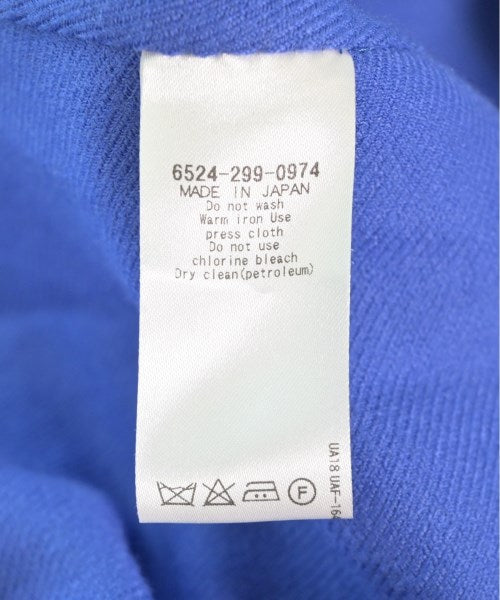 6524-299-0974
MADE IN JAPAN
Do not wash
Warm iron Use
press cloth
Do not use
chlorine bleach
Dry clean(petroleum)
F
UA18 UAF-164